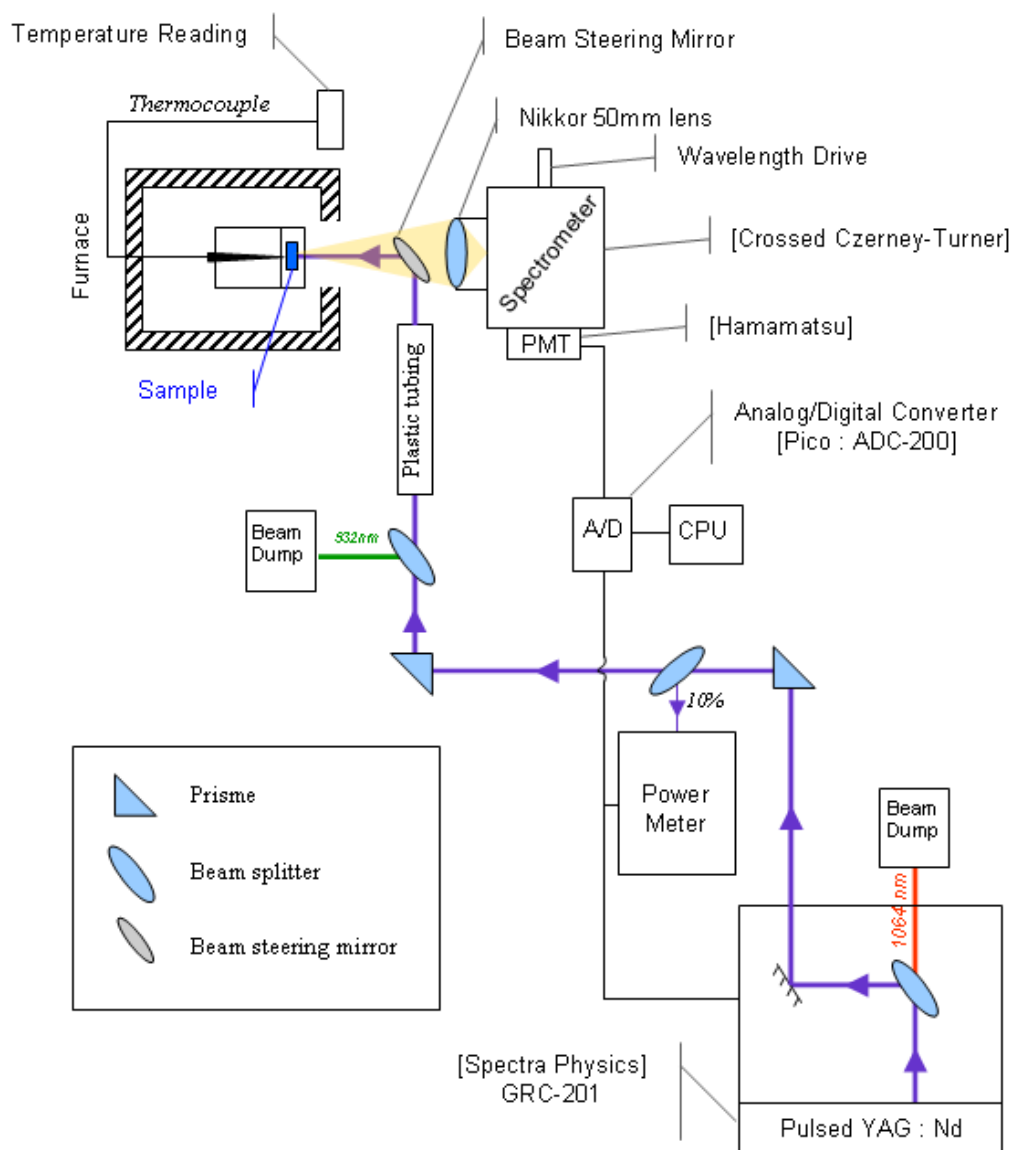 Temperature Reading
Beam Steering Mirror
Thermocouple
Nikkor 50mm lens
Wavelength Drive
Furnace
Spectrometer
[Crossed Czerney-Turner]
PMT
[Hamamatsu]
Sample
Plastic tubing
Analog/Digital Converter
[Pico : ADC-200]
Beam
Dump
532nm
A/D
CPU
10%
Power
Meter
Prisme
Beam splitter
Beam steering mirror
Beam
Dump
1064 nm
[Spectra Physics]
GRC-201
Pulsed YAG : Nd